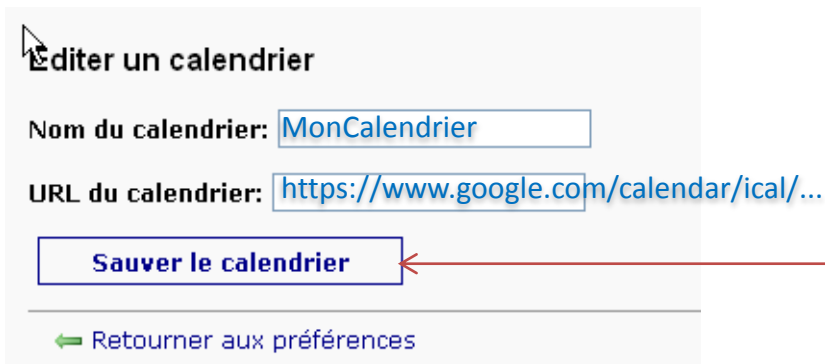 Editer un calendrier
Nom du calendrier: MonCalendrier
URL du calendrier: https://www.google.com/calendar/ical/...
Sauver le calendrier
Retourner aux préférences